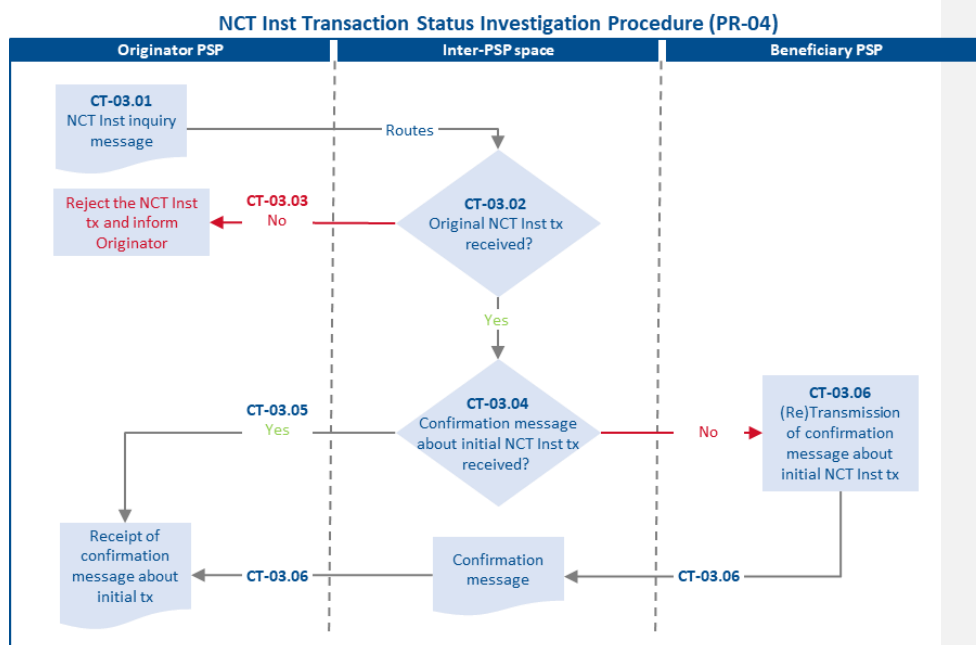 NCT Inst Transaction Status Investigation Procedure (PR-04)
Originator PSP
Inter-PSP space
Beneficiary PSP
CT-03.01
NCT Inst inquiry
message
Routes
Reject the NCT Inst
tx and inform
Originator
CT-03.03
No
CT-03.02
Original NCT Inst tx
received?
Yes
CT-03.05
Yes
CT-03.04
Confirmation message
about initial NCT Inst tx
received?
No
CT-03.06
(Re)Transmission
of confirmation
message about
initial NCT Inst tx
Receipt of
confirmation
message about
initial tx
CT-03.06
Confirmation
message
CT-03.06